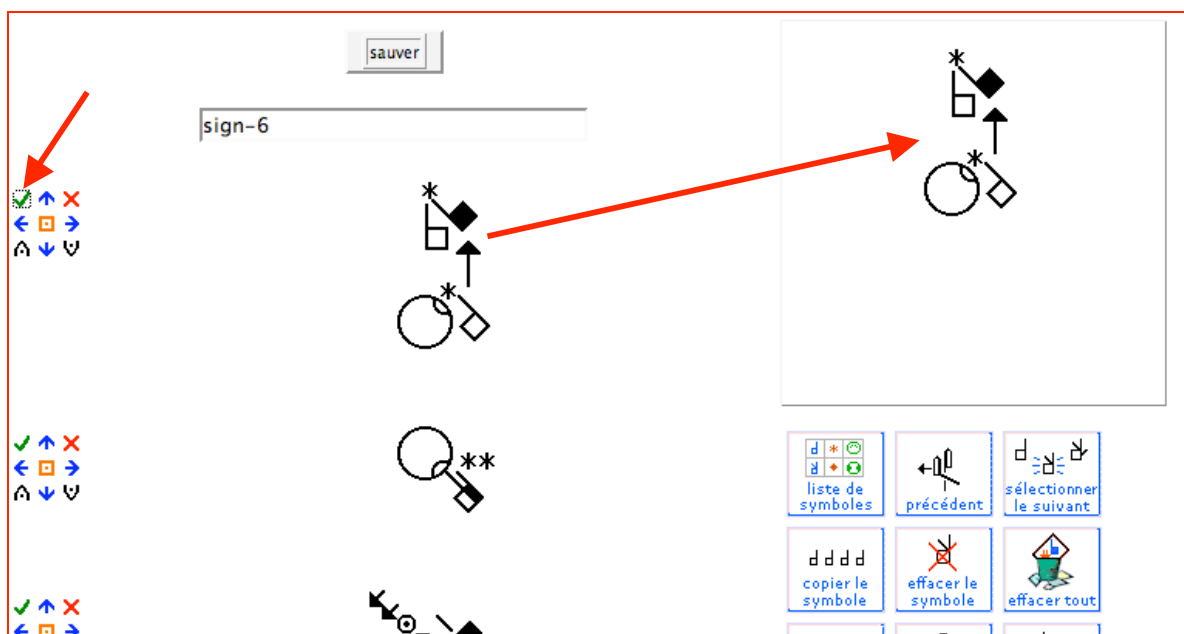 sauver
sign-6
liste de
symboles
précédent
sélectionner
le suivant
copier le
symbole
effacer le
symbole
effacer tout